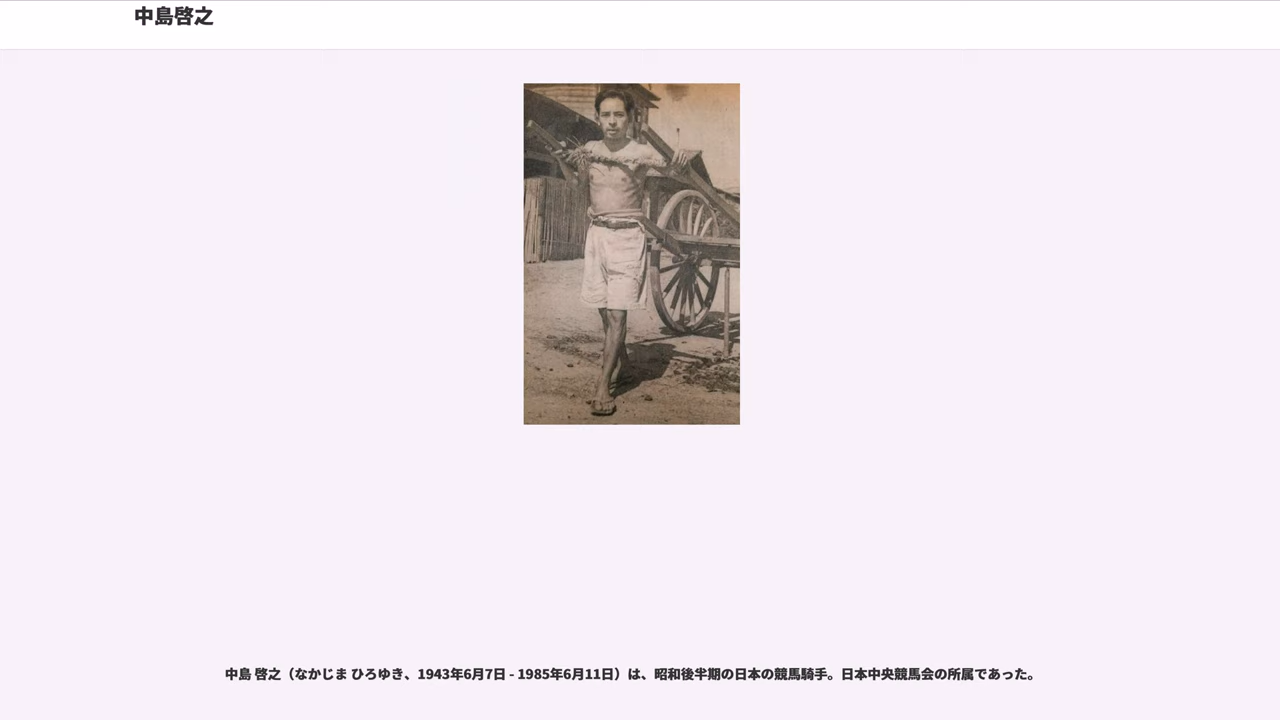 中島啓之
中島 啓之（なかじま ひろゆき、1943年6月7日 - 1985年6月11日）は、昭和後半期の日本の競馬騎手。日本中央競馬会の所属であった。